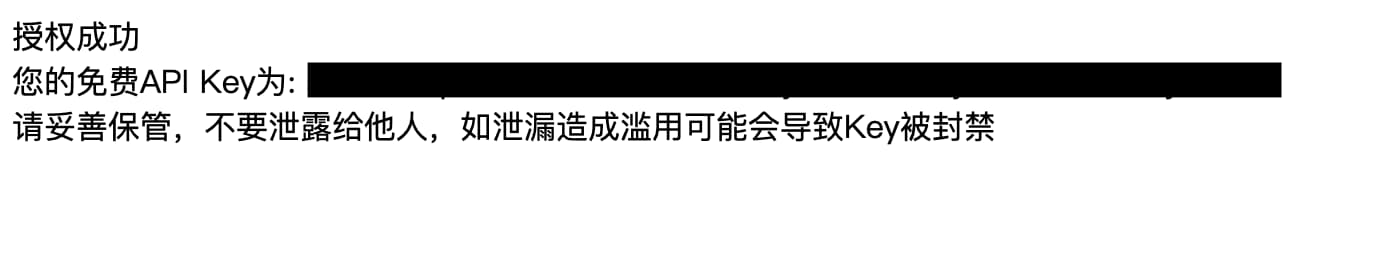 授权成功
您的免费API Key为:
请妥善保管，不要泄露给他人，如泄漏造成滥用可能会导致Key被封禁